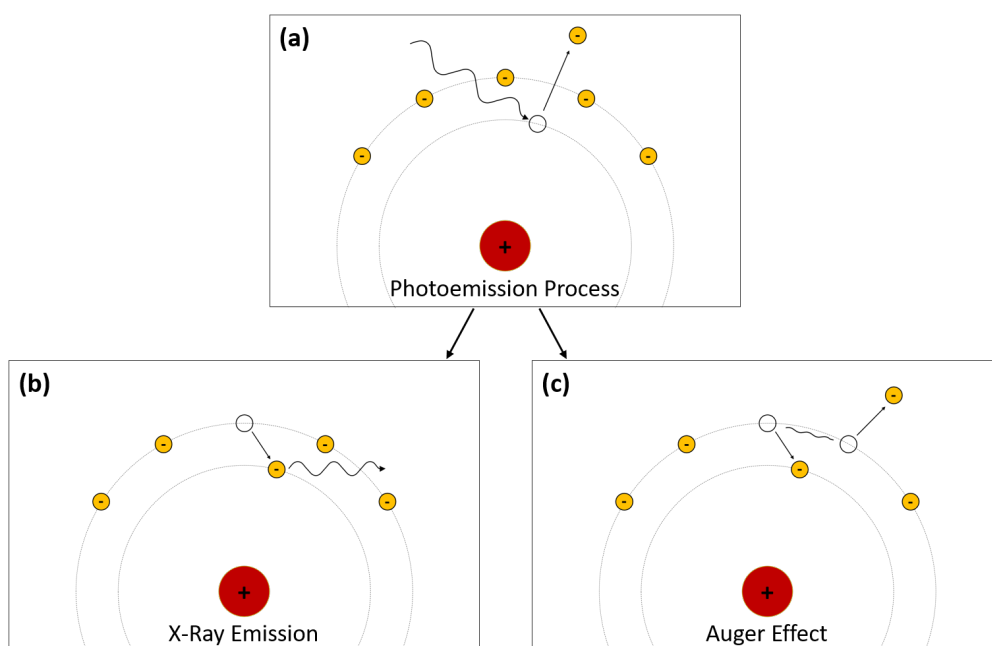 (a)
- - - - - -
+
Photoemission Process
(b)
- - - - -
+
X-Ray Emission
(c)
- - - - -
+
Auger Effect